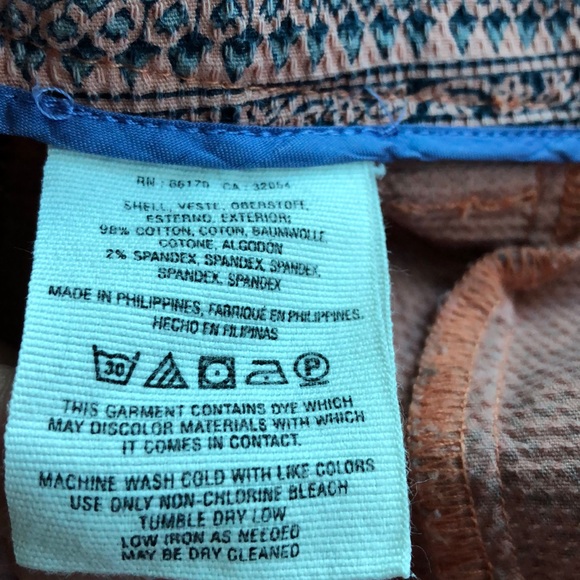 RN: 66170 CA: 32654
SHELL, VESTE, OBERSTOFF,
ESTERNO, EXTERIOR:
98% COTTON, COTON, BAUMWOLLE
COTONE, ALGODON
2% SPANDEX, SPANDEX, SPANDEX,
SPANDEX, SPANDEX
MADE IN PHILIPPINES, FABRIQUÉ EN PHILIPPINES,
HECHO EN FILIPINAS
30 P
THIS GARMENT CONTAINS DYE WHICH
MAY DISCOLOR MATERIALS WITH WHICH
IT COMES IN CONTACT.
MACHINE WASH COLD WITH LIKE COLORS
USE ONLY NON-CHLORINE BLEACH
TUMBLE DRY LOW
LOW IRON AS NEEDED
MAY BE DRY CLEANED